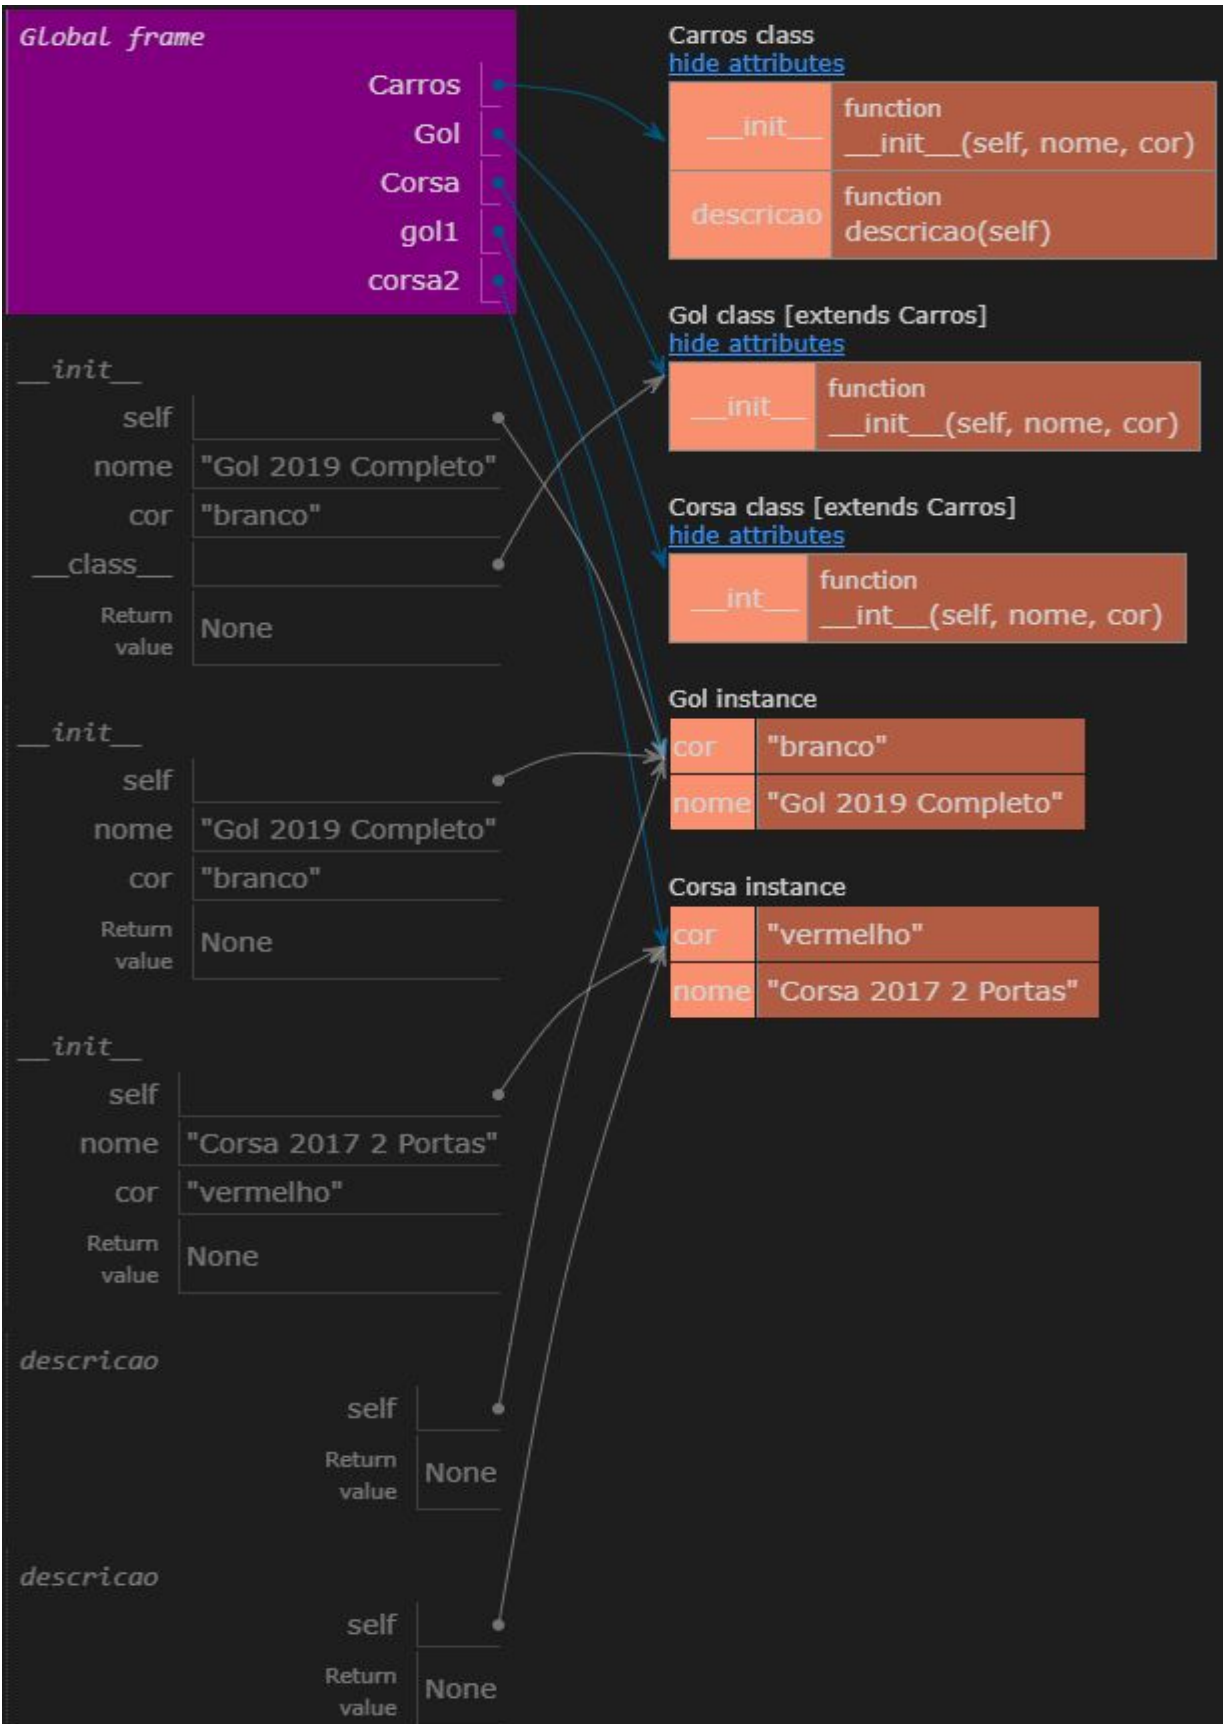 Global frame
Carros
Gol
Corsa
gol1
corsa2
__init__
self
nome "Gol 2019 Completo"
cor "branco"
__class__
Return
value None
__init__
self
nome "Gol 2019 Completo"
cor "branco"
Return
value None
__init__
self
nome "Corsa 2017 2 Portas"
cor "vermelho"
Return
value None
descricao
self
Return
value None
descricao
self
Return
value None
Carros class
hide attributes
__init__ function
__init__(self, nome, cor)
descricao function
descricao(self)
Gol class [extends Carros]
hide attributes
__init__ function
__init__(self, nome, cor)
Corsa class [extends Carros]
hide attributes
__int__ function
__int__(self, nome, cor)
Gol instance
cor "branco"
nome "Gol 2019 Completo"
Corsa instance
cor "vermelho"
nome "Corsa 2017 2 Portas"